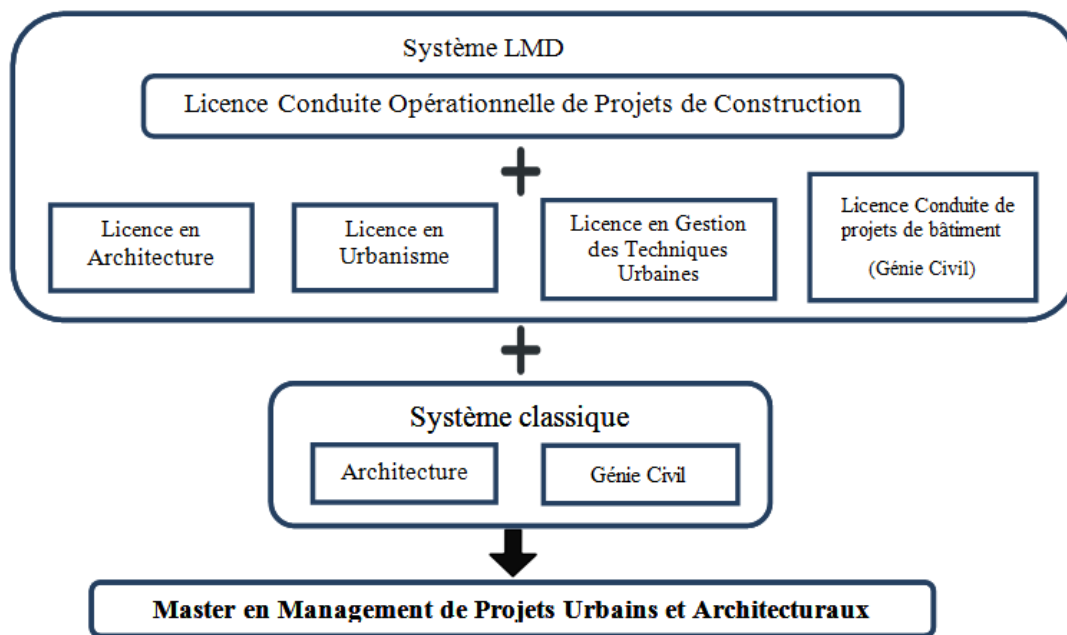 Système LMD
Licence Conduite Opérationnelle de Projets de Construction
+
Licence en
Architecture
Licence en
Urbanisme
Licence en Gestion
des Techniques
Urbaines
Licence Conduite de
projets de bâtiment
(Génie Civil)
+
Système classique
Architecture
Génie Civil
Master en Management de Projets Urbains et Architecturaux